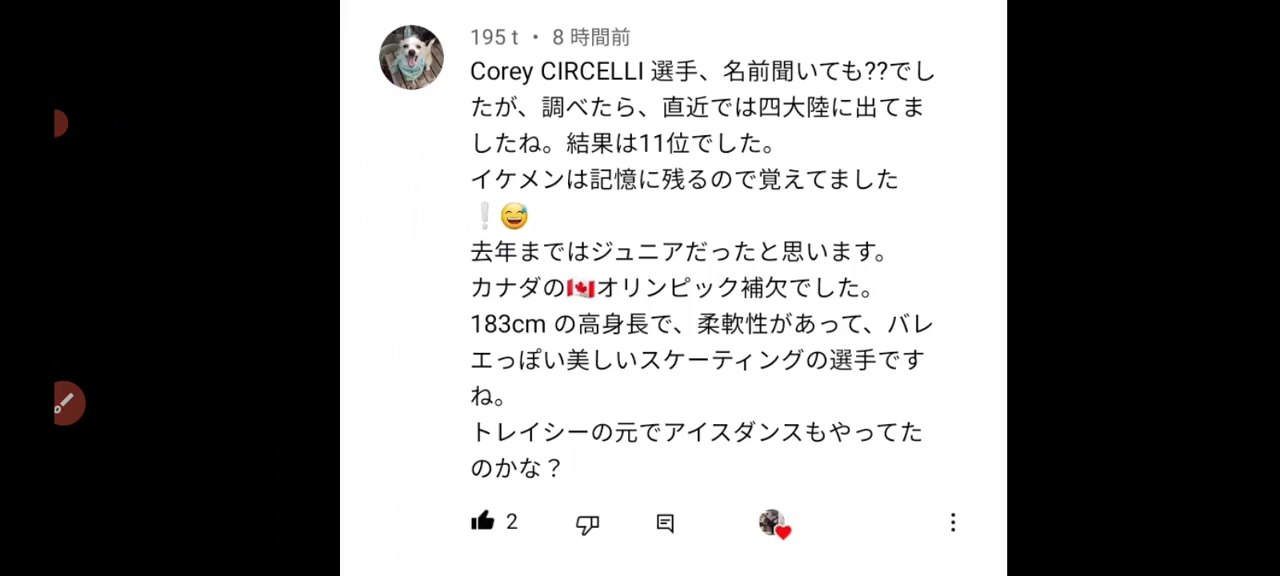 195 t ・ 8 時間前
Corey CIRCELLI 選手、名前聞いても??でし
たが、調べたら、直近では四大陸に出てま
したね。結果は11位でした。
イケメンは記憶に残るので覚えてました
❕😅
去年まではジュニアだったと思います。
カナダの🇨🇦オリンピック補欠でした。
183cm の高身長で、柔軟性があって、バレ
エっぽい美しいスケーティングの選手です
ね。
トレイシーの元でアイスダンスもやってた
のかな？
2